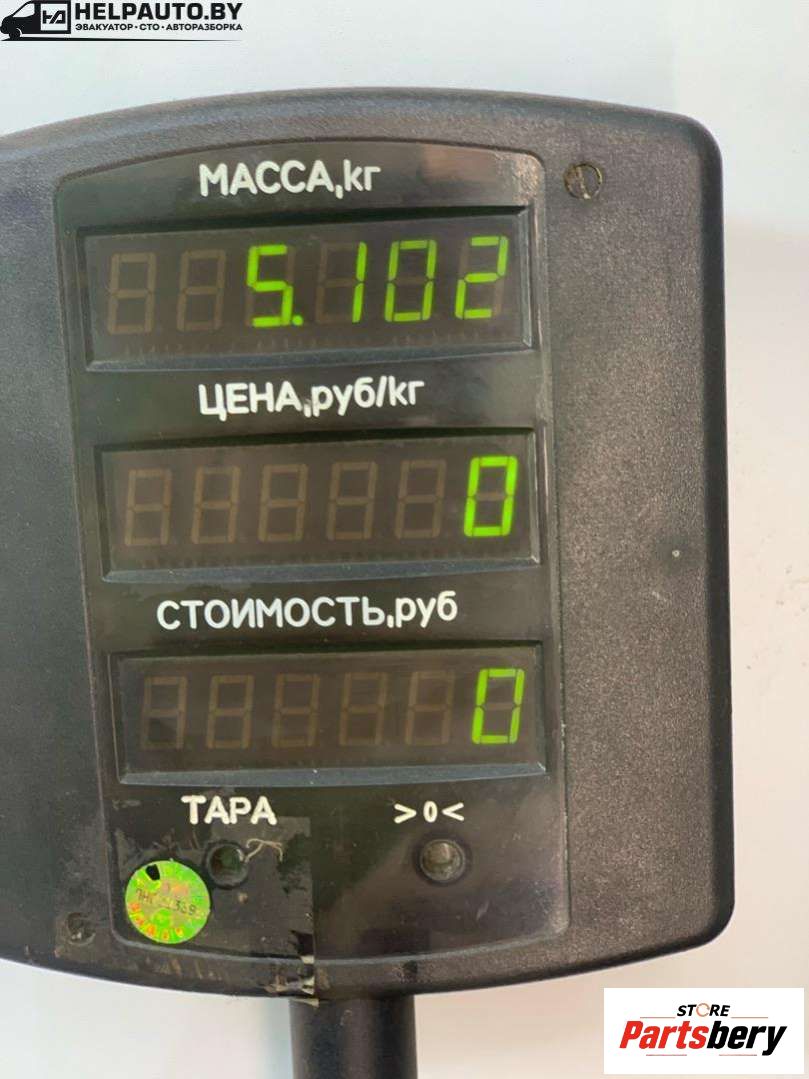 HELPAUTO.BY
ЭВАКУАТОР•СТО•АВТОРАЗБОРКА
МАССА,кг
5.102
ЦЕНА,руб/кг
0
СТОИМОСТЬ,руб
0
ТАРА >0<
STORE
Partsbery